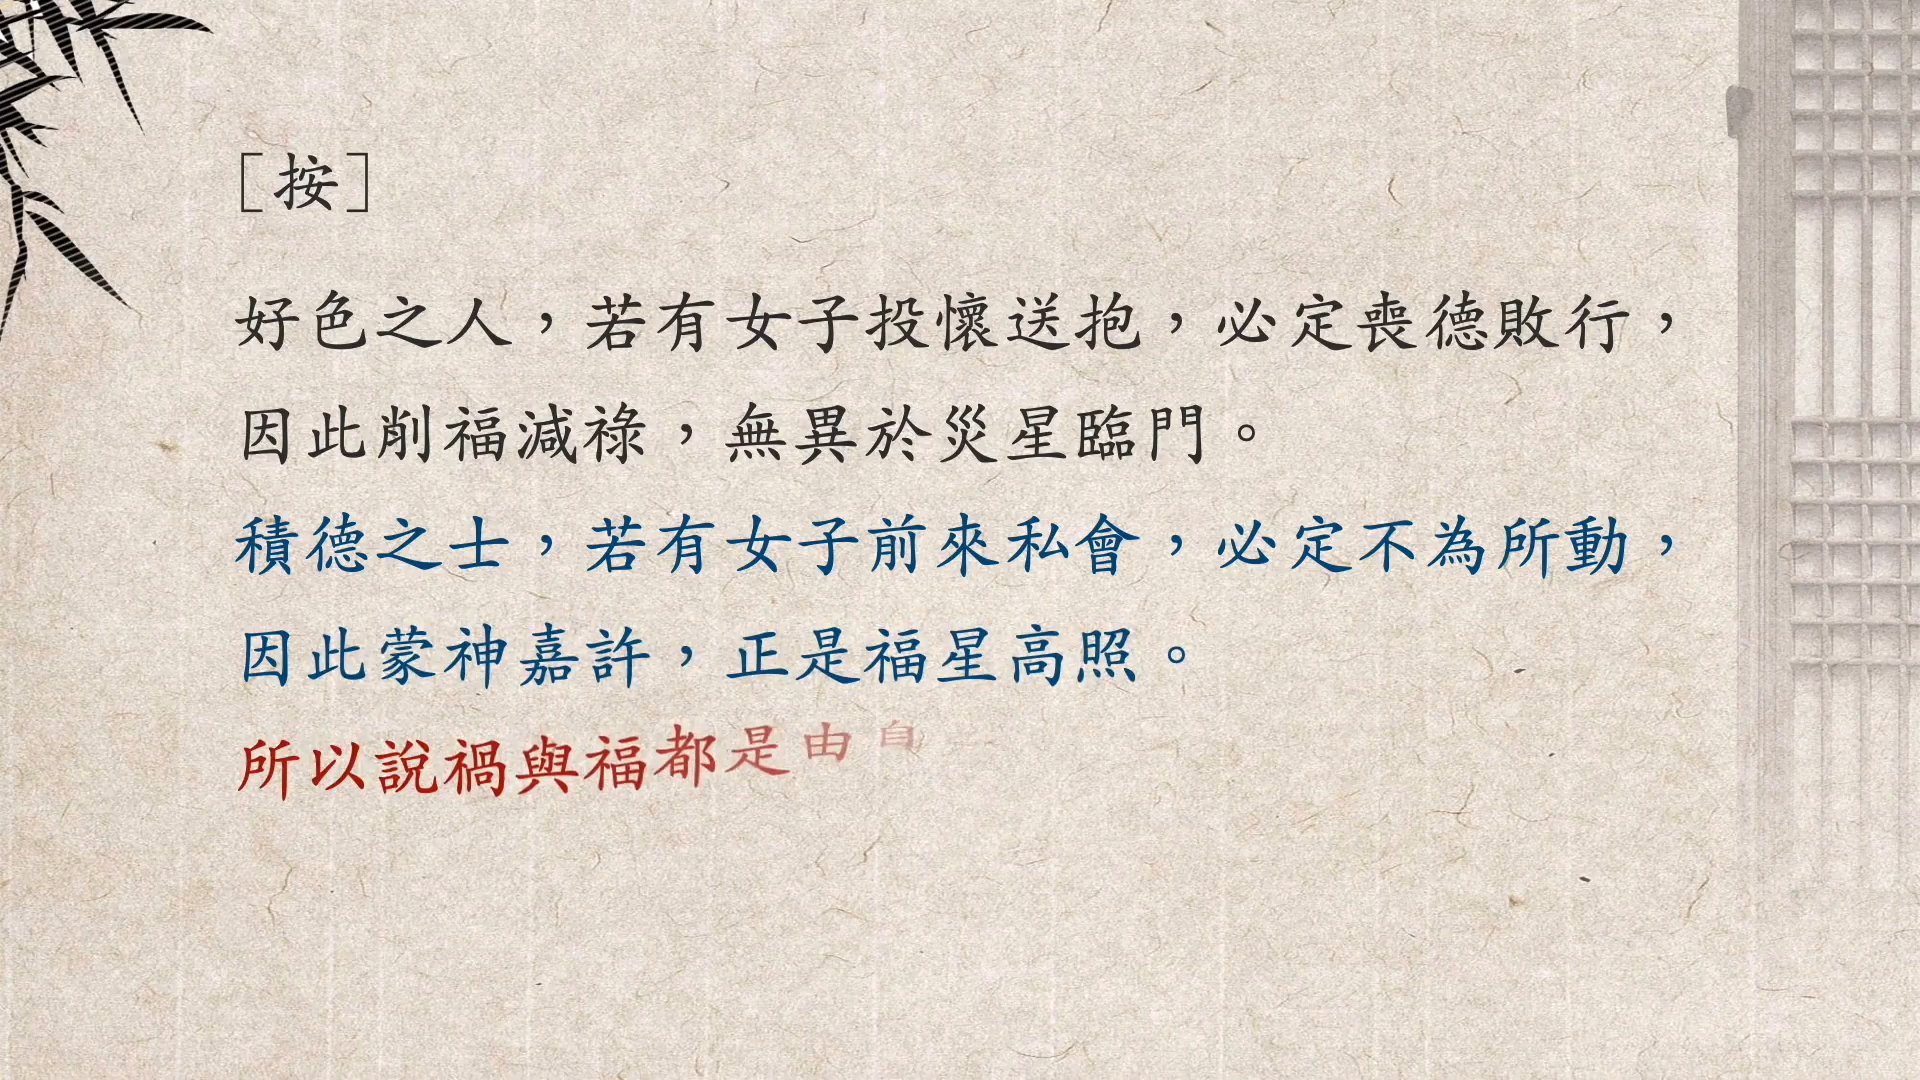 [按]
好色之人，若有女子投懷送抱，必定喪德敗行，
因此削福減祿，無異於災星臨門。
積德之士，若有女子前來私會，必定不為所動，
因此蒙神嘉許，正是福星高照。
所以說禍與福都是由自